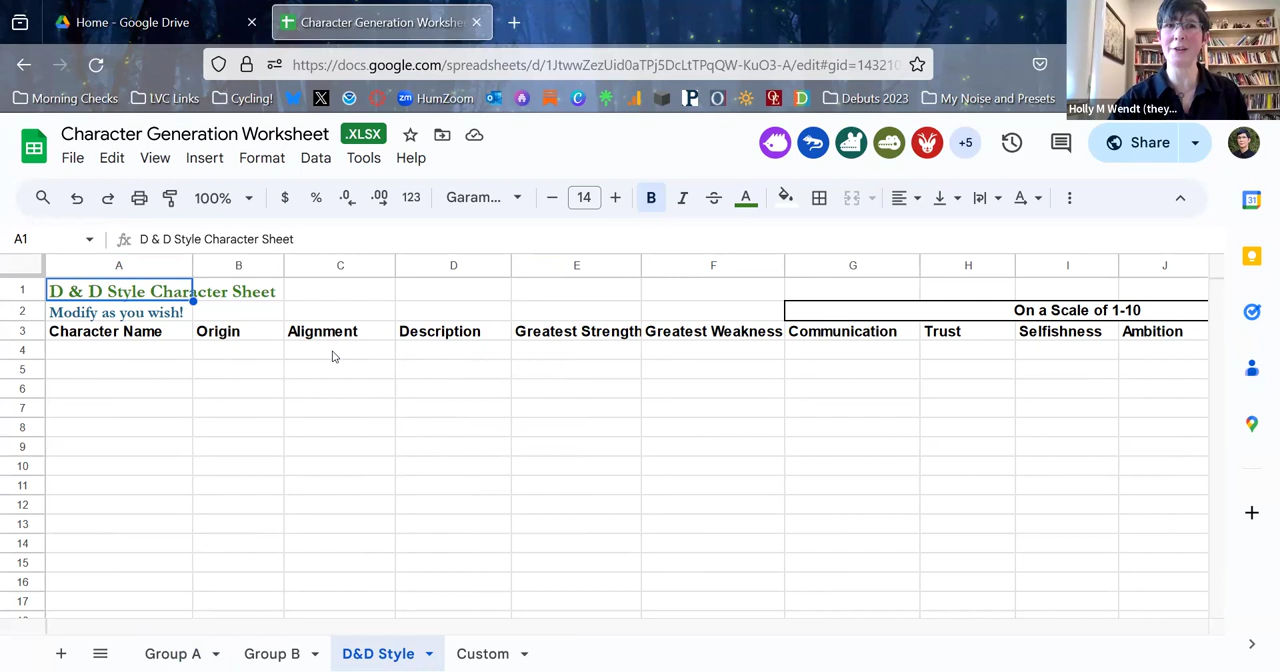 Home - Google Drive
Character Generation Workshe
https://docs.google.com/spreadsheets/d/1JtwwZezUid0aTPj5DcLtTPqQW-KuO3-A/edit#gid=143210
Morning Checks LVC Links Cycling! HumZoom Debuts 2023 My Noise and Presets
Holly M Wendt (they...
Character Generation Worksheet .XLSX
File Edit View Insert Format Data Tools Help
+5 Share
100% $ % .0 .00 123 Garam... 14 B I A
A1 fx D & D Style Character Sheet
A B C D E F G H I J
1 D & D Style Character Sheet
2 Modify as you wish! On a Scale of 1-10
3 Character Name Origin Alignment Description Greatest Strength Greatest Weakness Communication Trust Selfishness Ambition
4
5
6
7
8
9
10
11
12
13
14
15
16
17
Group A Group B D&D Style Custom